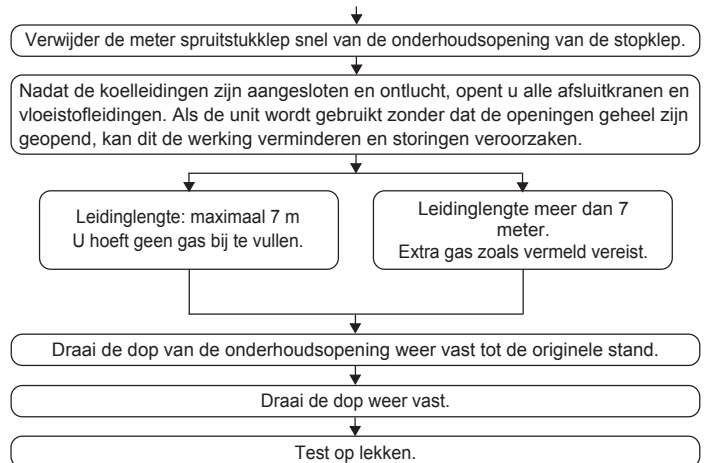 Verwijder de meter spruitstukklep snel van de onderhoudsopening van de stopklep.
Nadat de koelleidingen zijn aangesloten en ontlucht, opent u alle afsluitkranen en
vloeistofleidingen. Als de unit wordt gebruikt zonder dat de openingen geheel zijn
geopend, kan dit de werking verminderen en storingen veroorzaken.
Leidinglengte: maximaal 7 m
U hoeft geen gas bij te vullen.
Leidinglengte meer dan 7
meter.
Extra gas zoals vermeld vereist.
Draai de dop van de onderhoudsopening weer vast tot de originele stand.
Draai de dop weer vast.
Test op lekken.